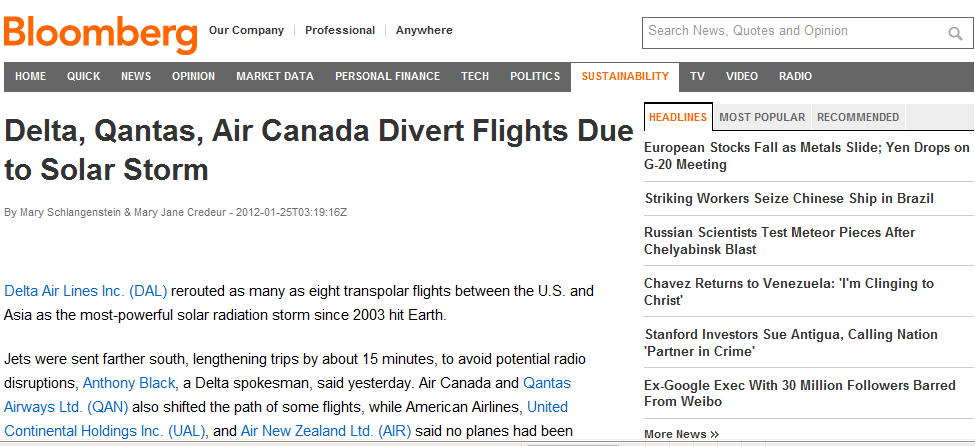 Bloomberg
Our Company | Professional | Anywhere
Search News, Quotes and Opinion
HOME QUICK NEWS OPINION MARKET DATA PERSONAL FINANCE TECH POLITICS SUSTAINABILITY TV VIDEO RADIO
Delta, Qantas, Air Canada Divert Flights Due
to Solar Storm
By Mary Schlangenstein & Mary Jane Credeur - 2012-01-25T03:19:16Z
Delta Air Lines Inc. (DAL) rerouted as many as eight transpolar flights between the U.S. and
Asia as the most-powerful solar radiation storm since 2003 hit Earth.
Jets were sent farther south, lengthening trips by about 15 minutes, to avoid potential radio
disruptions, Anthony Black, a Delta spokesman, said yesterday. Air Canada and Qantas
Airways Ltd. (QAN) also shifted the path of some flights, while American Airlines, United
Continental Holdings Inc. (UAL), and Air New Zealand Ltd. (AIR) said no planes had been
HEADLINES MOST POPULAR RECOMMENDED
European Stocks Fall as Metals Slide; Yen Drops on
G-20 Meeting
Striking Workers Seize Chinese Ship in Brazil
Russian Scientists Test Meteor Pieces After
Chelyabinsk Blast
Chavez Returns to Venezuela: 'I'm Clinging to
Christ'
Stanford Investors Sue Antigua, Calling Nation
'Partner in Crime'
Ex-Google Exec With 30 Million Followers Barred
From Weibo
More News »